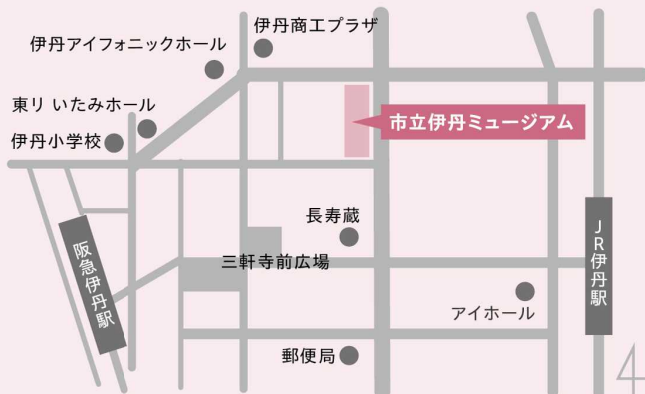 伊丹商工プラザ
伊丹アイフォニックホール
東リ いたみホール
伊丹小学校
市立伊丹ミュージアム
長寿蔵
三軒寺前広場
阪急伊丹駅
JR伊丹駅
アイホール
郵便局